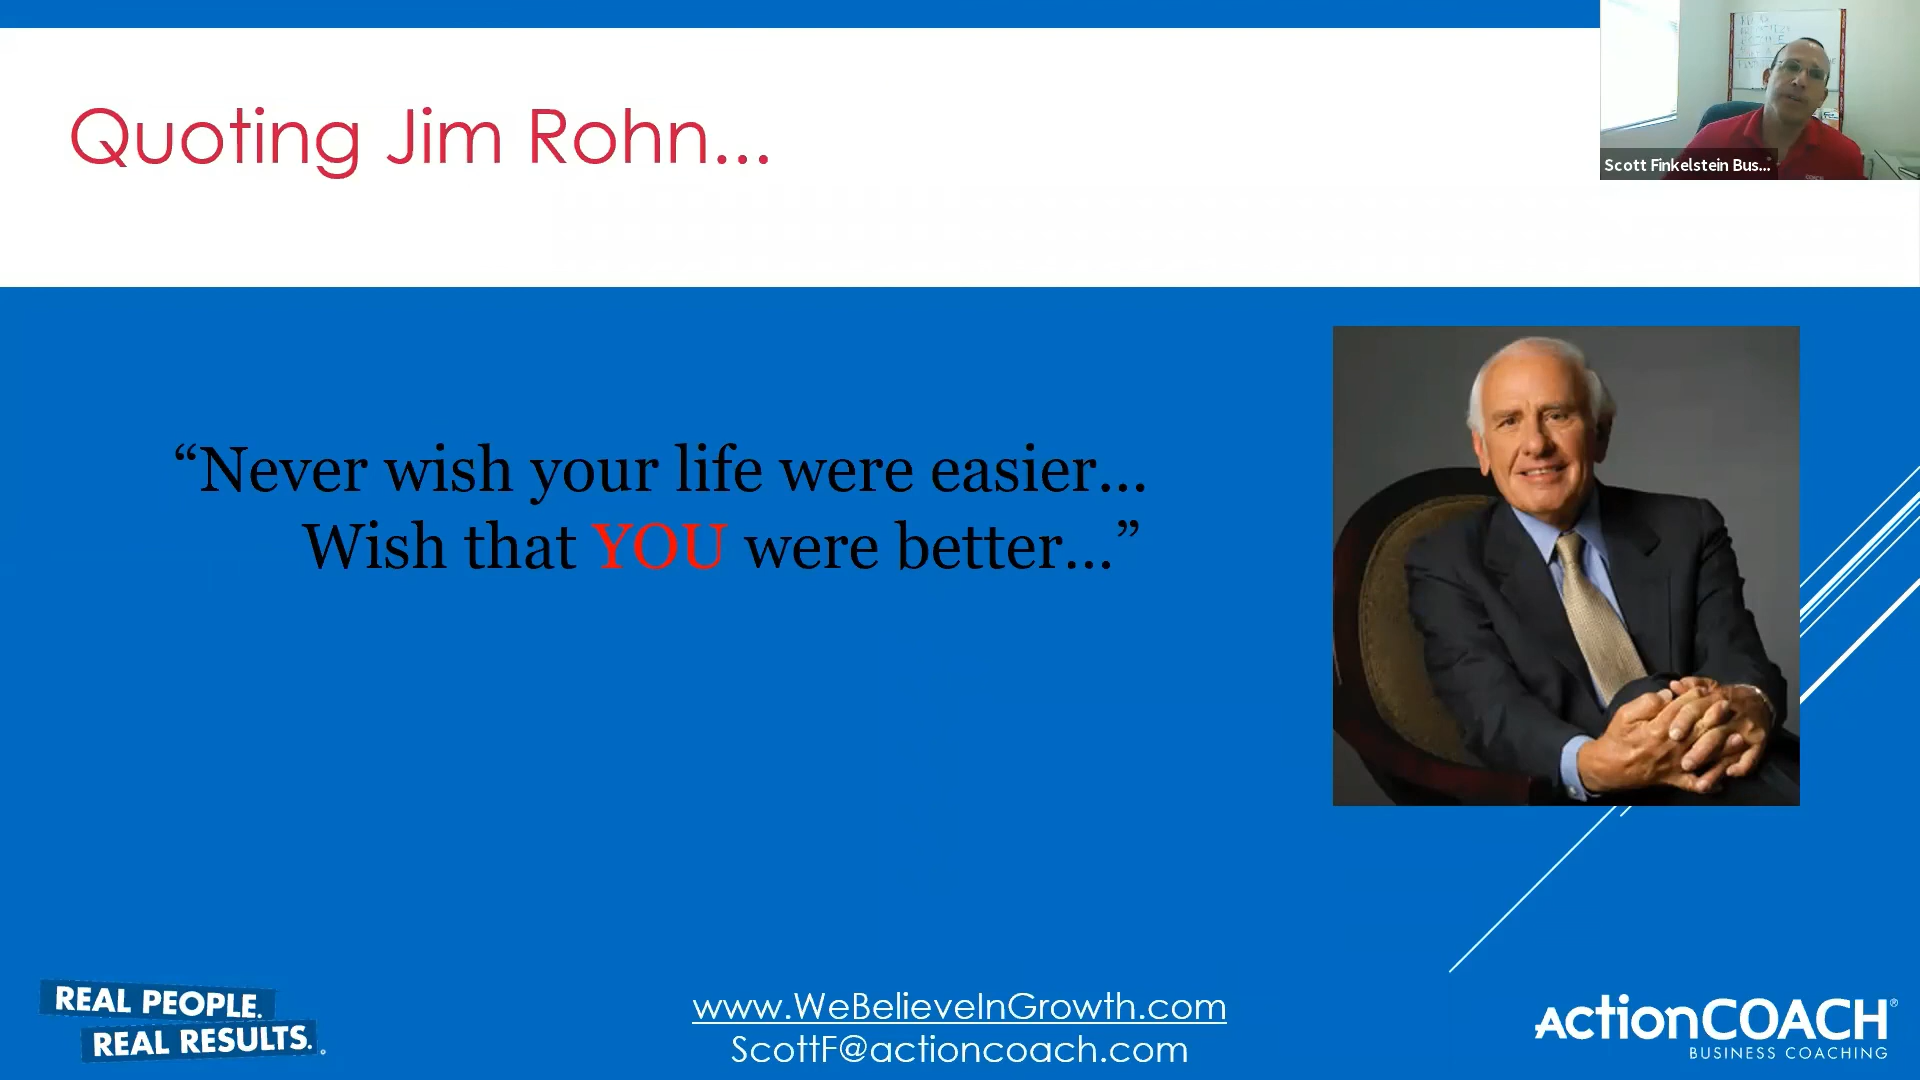 Quoting Jim Rohn...
Scott Finkelstein Bus...
“Never wish your life were easier...
Wish that YOU were better...”
REAL PEOPLE.
REAL RESULTS.
www.WeBelieveInGrowth.com
ScottF@actioncoach.com
ActionCOACH®
BUSINESS COACHING